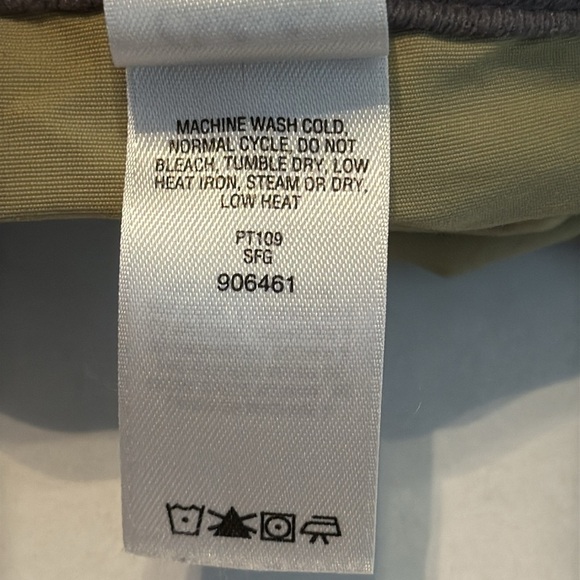 MACHINE WASH COLD,
NORMAL CYCLE, DO NOT
BLEACH, TUMBLE DRY, LOW
HEAT IRON, STEAM OR DRY,
LOW HEAT
PT109
SFG
906461